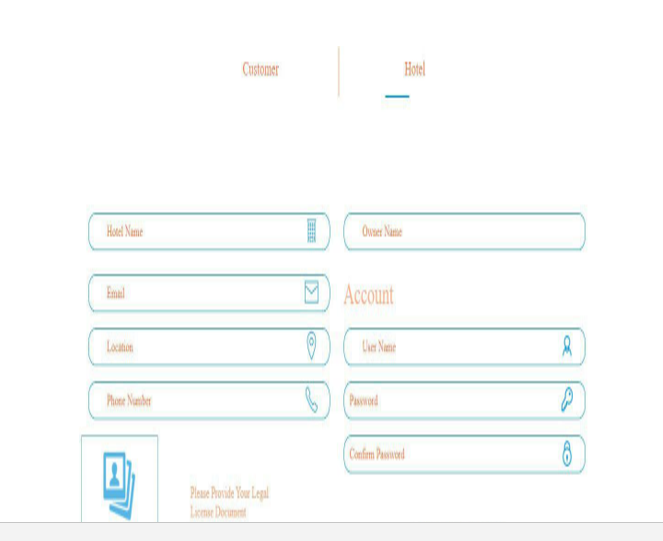 Customer
Hotel
Hotel Name
Owner Name
Email
Account
Location
User Name
Phone Number
Password
Confirm Password
Please Provide Your Legal
License Document